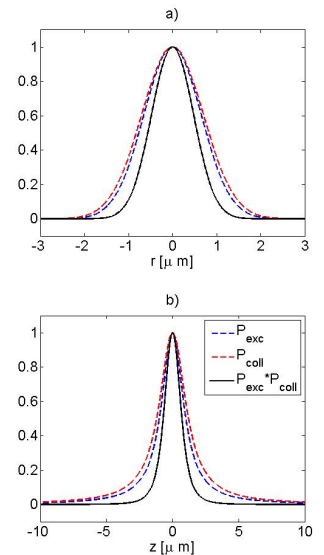 a)
1
0.8
0.6
0.4
0.2
0
-3 -2 -1 0 1 2 3
r [μ m]
b)
1
0.8
0.6
0.4
0.2
0
P_exc
P_coll
P_exc*P_coll
-10 -5 0 5 10
z [μ m]